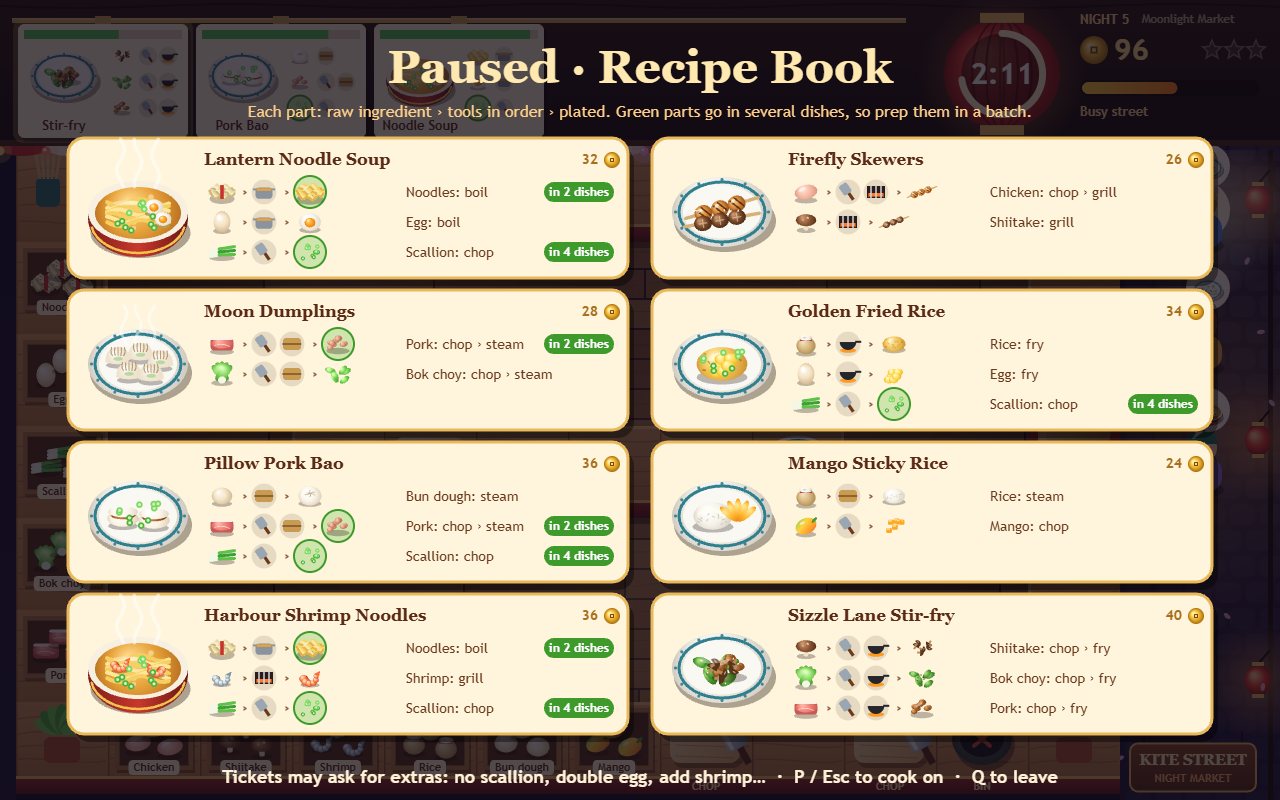 NIGHT 5 Moonlight Market
96
2:11
Busy street
Stir-fry
Pork Bao
Noodle Soup
Paused · Recipe Book
Each part: raw ingredient › tools in order › plated. Green parts go in several dishes, so prep them in a batch.
Lantern Noodle Soup 32
Noodles: boil in 2 dishes
Egg: boil
Scallion: chop in 4 dishes
Firefly Skewers 26
Chicken: chop › grill
Shiitake: grill
Moon Dumplings 28
Pork: chop › steam in 2 dishes
Bok choy: chop › steam
Golden Fried Rice 34
Rice: fry
Egg: fry
Scallion: chop in 4 dishes
Pillow Pork Bao 36
Bun dough: steam
Pork: chop › steam in 2 dishes
Scallion: chop in 4 dishes
Mango Sticky Rice 24
Rice: steam
Mango: chop
Harbour Shrimp Noodles 36
Noodles: boil in 2 dishes
Shrimp: grill
Scallion: chop in 4 dishes
Sizzle Lane Stir-fry 40
Shiitake: chop › fry
Bok choy: chop › fry
Pork: chop › fry
Chicken
Shiitake
Shrimp
Rice
Bun dough
Mango
CHOP
CHOP
BIN
Tickets may ask for extras: no scallion, double egg, add shrimp... · P / Esc to cook on · Q to leave
KITE STREET
NIGHT MARKET